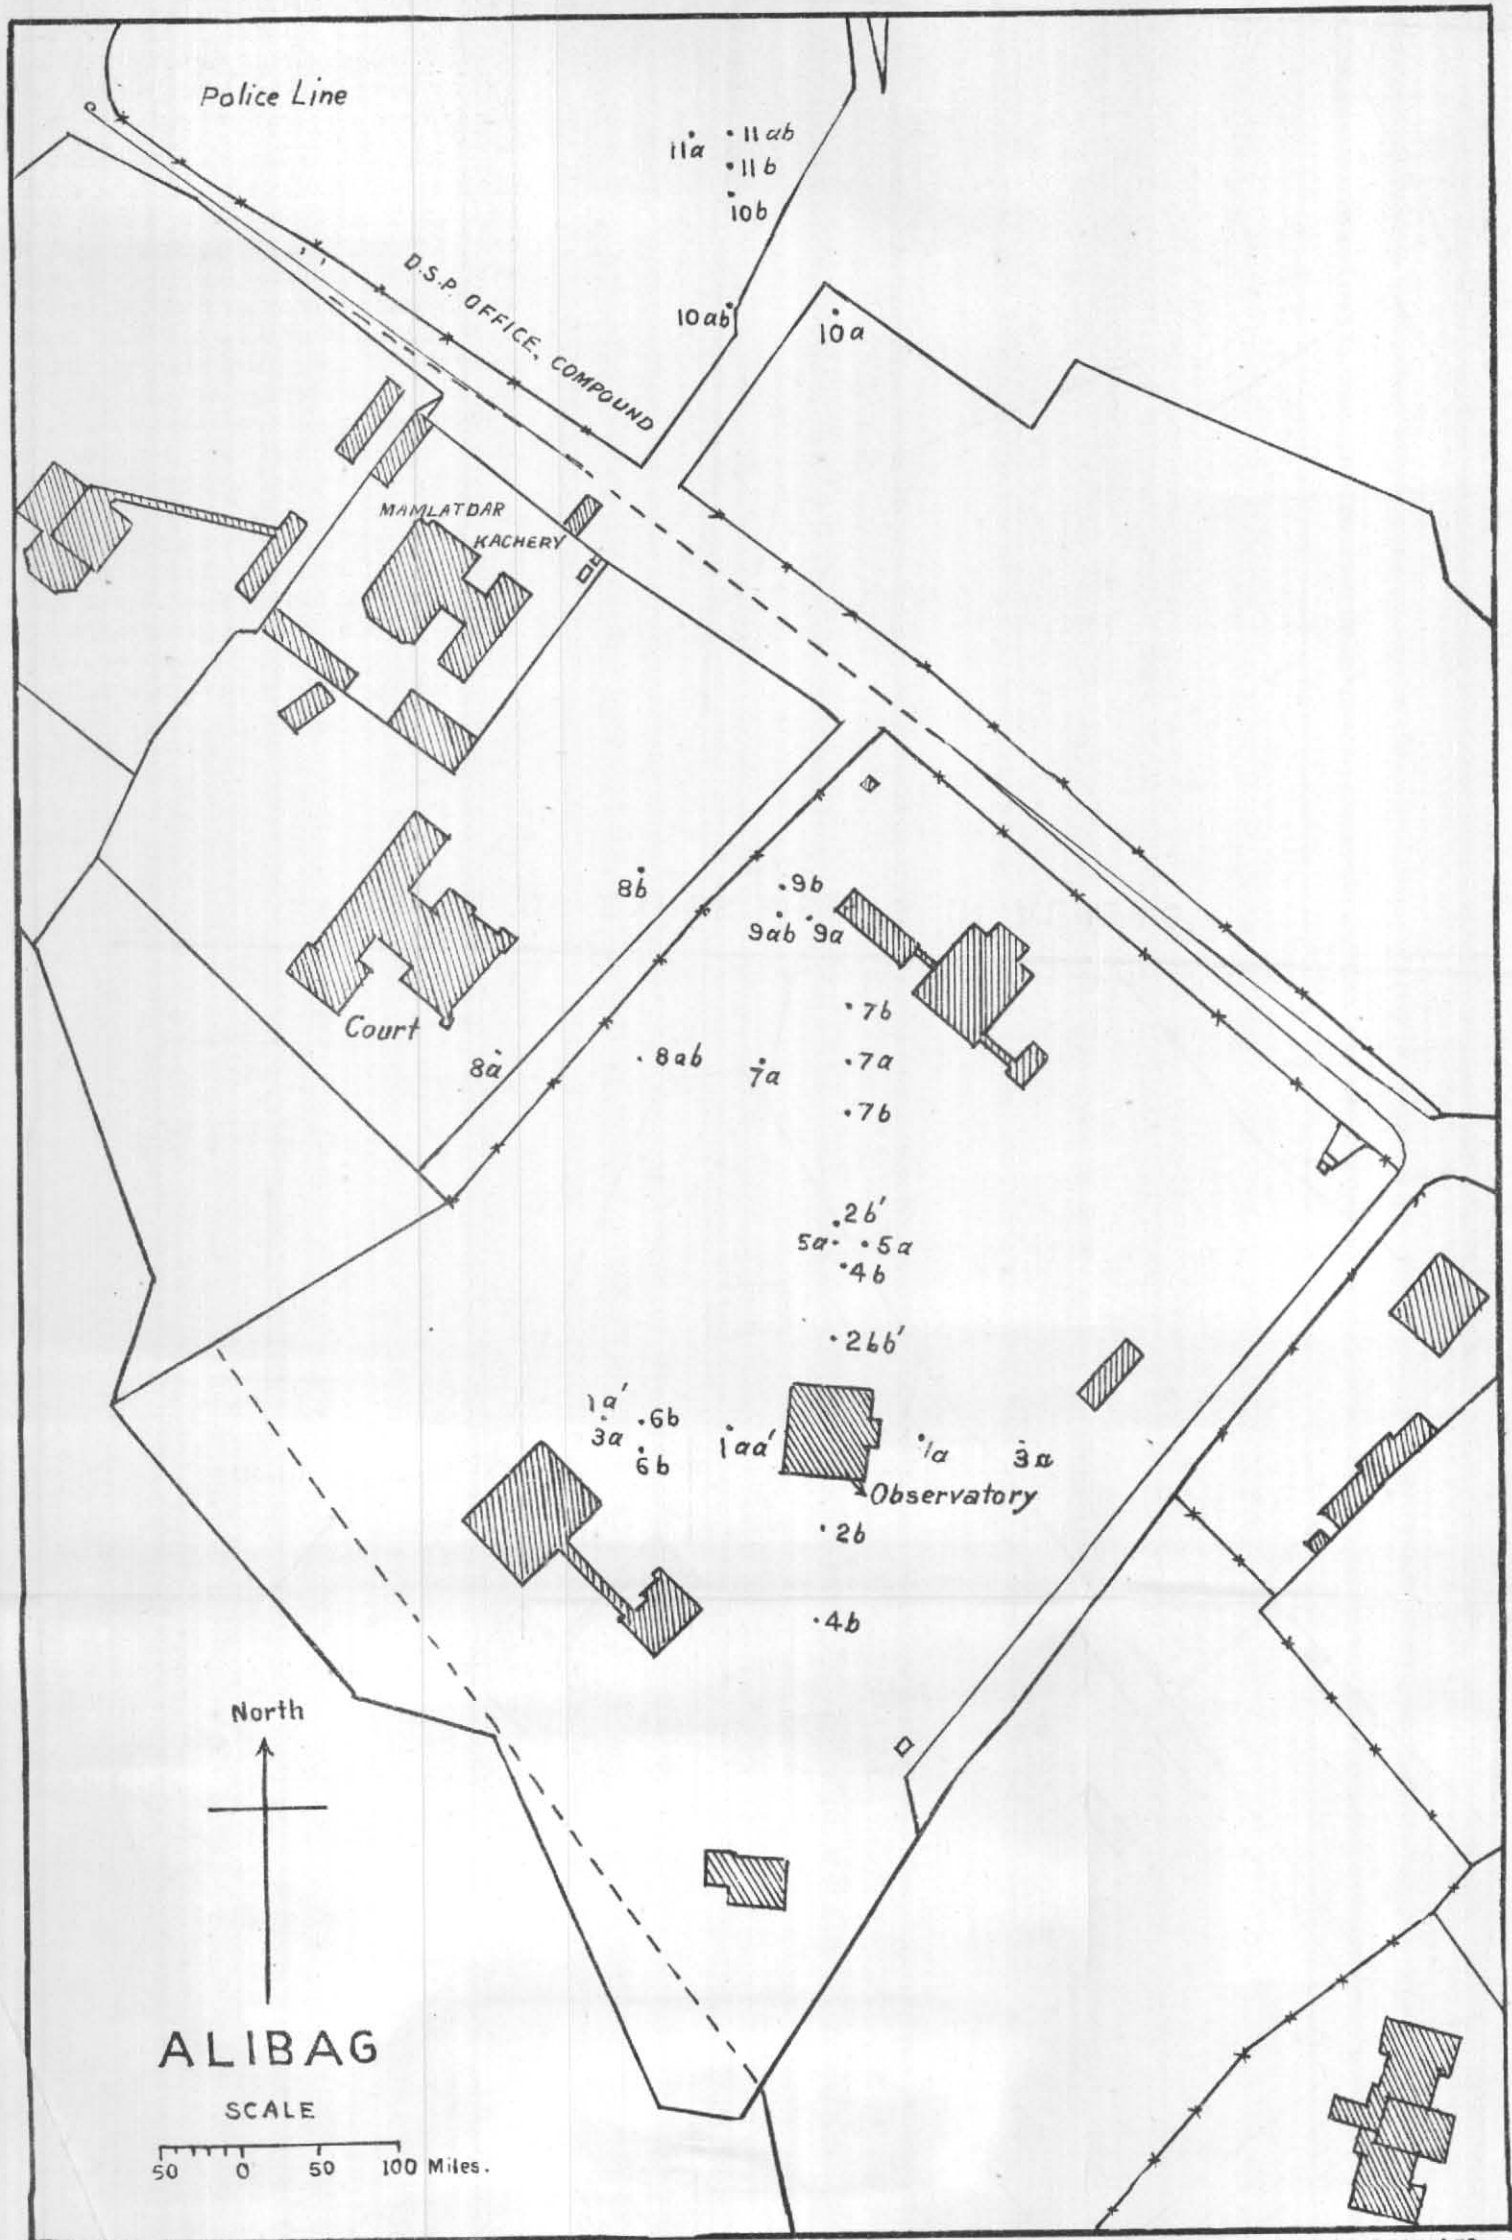 Police Line
11a
11ab
11b
10b
D.S.P. OFFICE, COMPOUND
10ab
10a
MAMLATDAR
KACHERY
8b
9b
9ab
9a
Court
7b
8a
8ab
7a
7a
7b
2b'
5a
5a
4b
2bb'
1a'
6b
3a
1aa'
1a
3a
6b
Observatory
2b
4b
North
ALIBAG
SCALE
50 0 50 100 Miles.